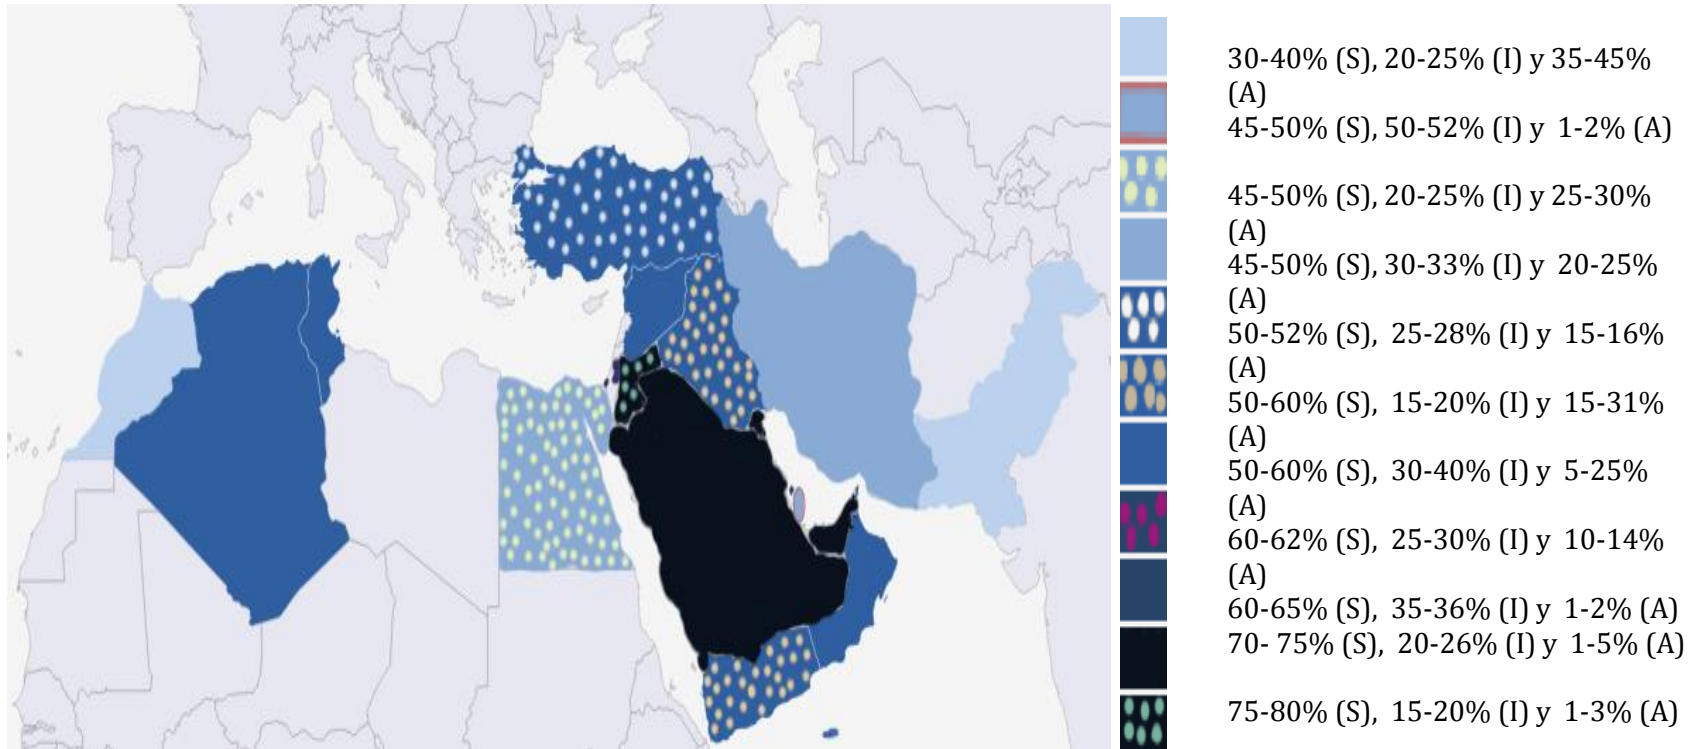 30-40% (S), 20-25% (I) y 35-45%
(A)
45-50% (S), 50-52% (I) y 1-2% (A)
45-50% (S), 20-25% (I) y 25-30%
(A)
45-50% (S), 30-33% (I) y 20-25%
(A)
50-52% (S), 25-28% (I) y 15-16%
(A)
50-60% (S), 15-20% (I) y 15-31%
(A)
50-60% (S), 30-40% (I) y 5-25%
(A)
60-62% (S), 25-30% (I) y 10-14%
(A)
60-65% (S), 35-36% (I) y 1-2% (A)
70- 75% (S), 20-26% (I) y 1-5% (A)
75-80% (S), 15-20% (I) y 1-3% (A)